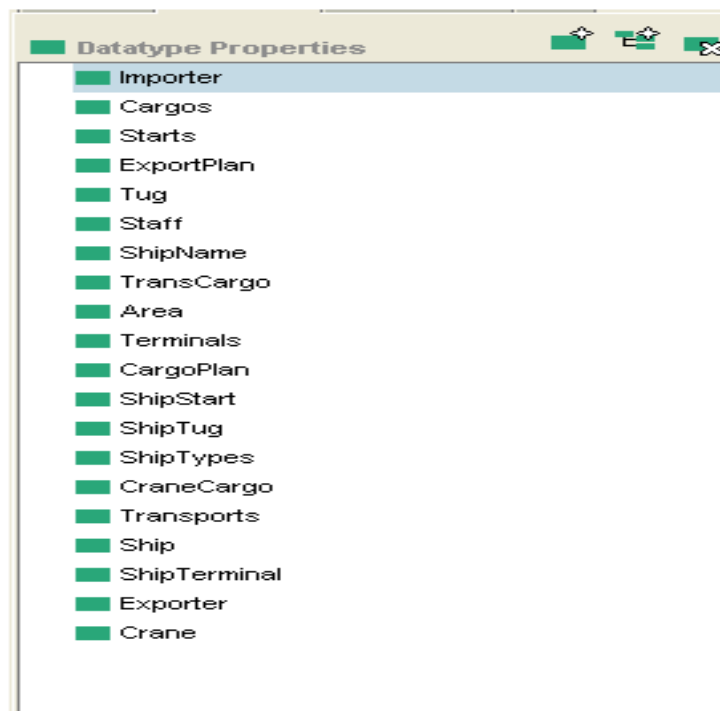 Datatype Properties
Importer
Cargos
Starts
ExportPlan
Tug
Staff
ShipName
TransCargo
Area
Terminals
CargoPlan
ShipStart
ShipTug
ShipTypes
CraneCargo
Transports
Ship
ShipTerminal
Exporter
Crane